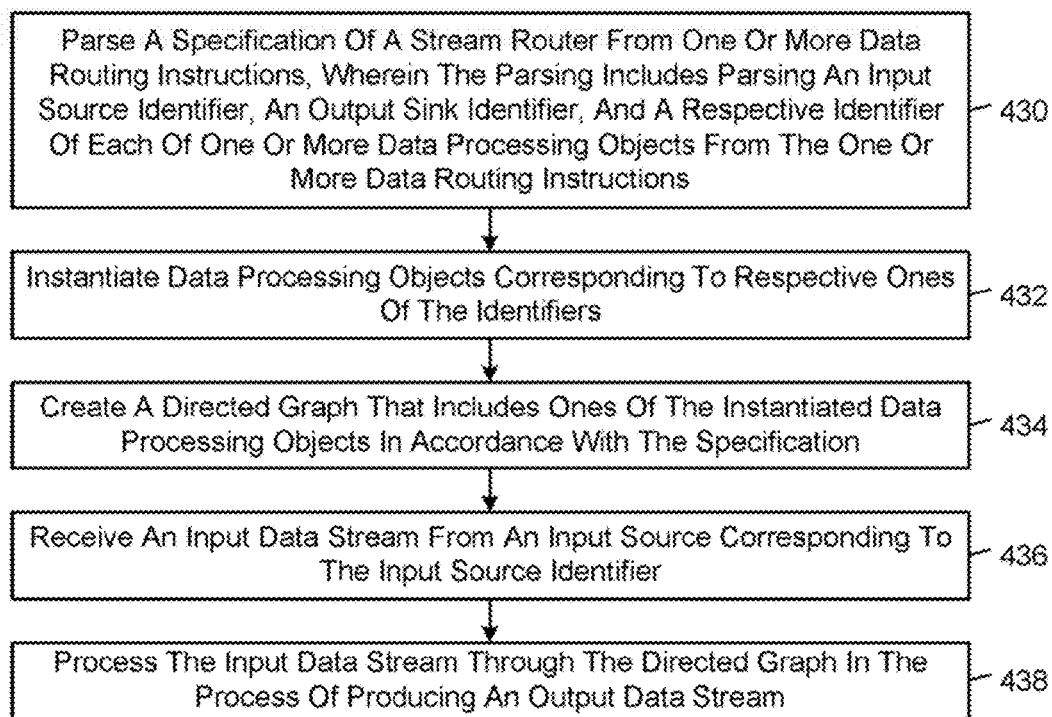 Parse A Specification Of A Stream Router From One Or More Data
Routing Instructions, Wherein The Parsing Includes Parsing An Input
Source Identifier, An Output Sink Identifier, And A Respective Identifier
Of Each Of One Or More Data Processing Objects From The One Or
More Data Routing Instructions
430
Instantiate Data Processing Objects Corresponding To Respective Ones
Of The Identifiers
432
Create A Directed Graph That Includes Ones Of The Instantiated Data
Processing Objects In Accordance With The Specification
434
Receive An Input Data Stream From An Input Source Corresponding To
The Input Source Identifier
436
Process The Input Data Stream Through The Directed Graph In The
Process Of Producing An Output Data Stream
438